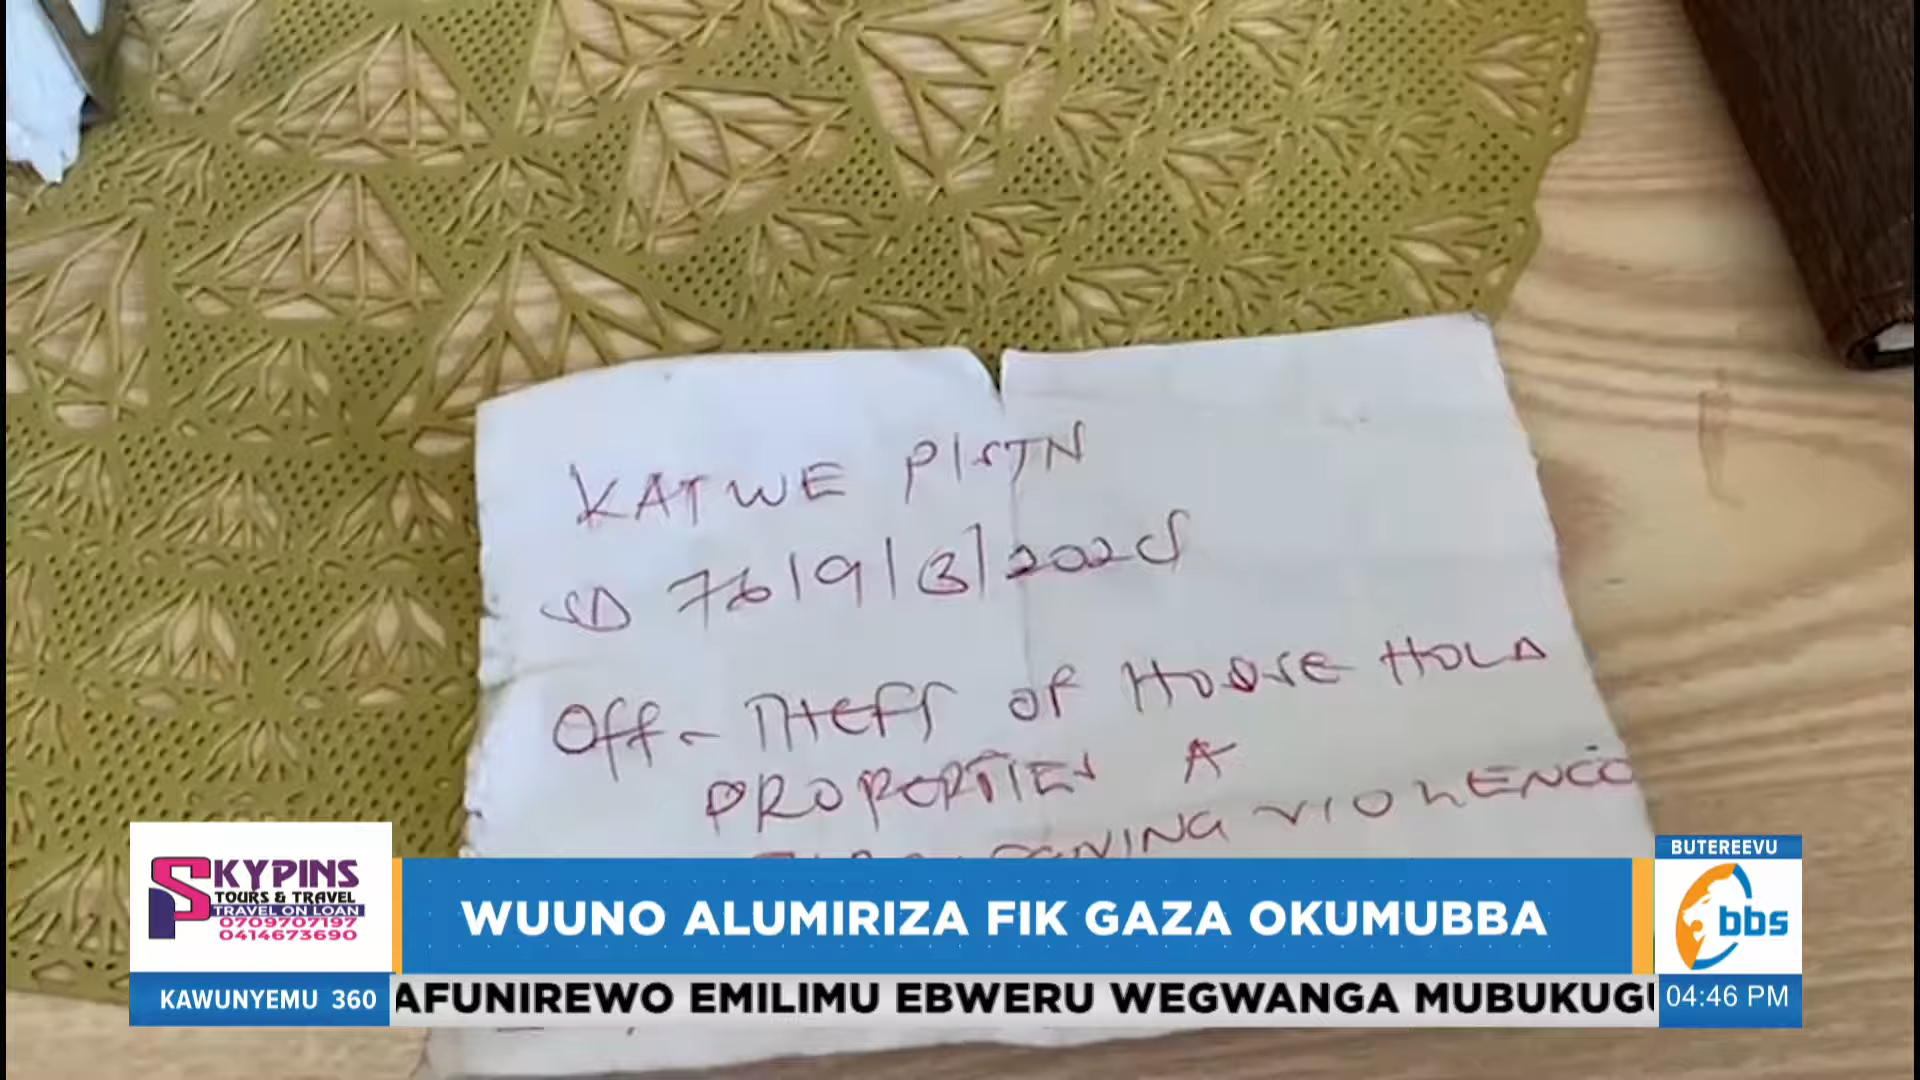 KATWE P/STN
SD 76/9/3/2025
Off - THEFT OF HOUSE HOLD
PROPERTIES &
VIOLENCE
SKYPINS
TOURS & TRAVEL
TRAVEL ON LOAN
0709707197
0414673690
WUUNO ALUMIRIZA FIK GAZA OKUMUBBA
BUTEREEVU
bbs
KAWUNYEMU 360
AFUNIREWO EMILIMU EBWERU WEGWANGA MUBUKUGU
04:46 PM